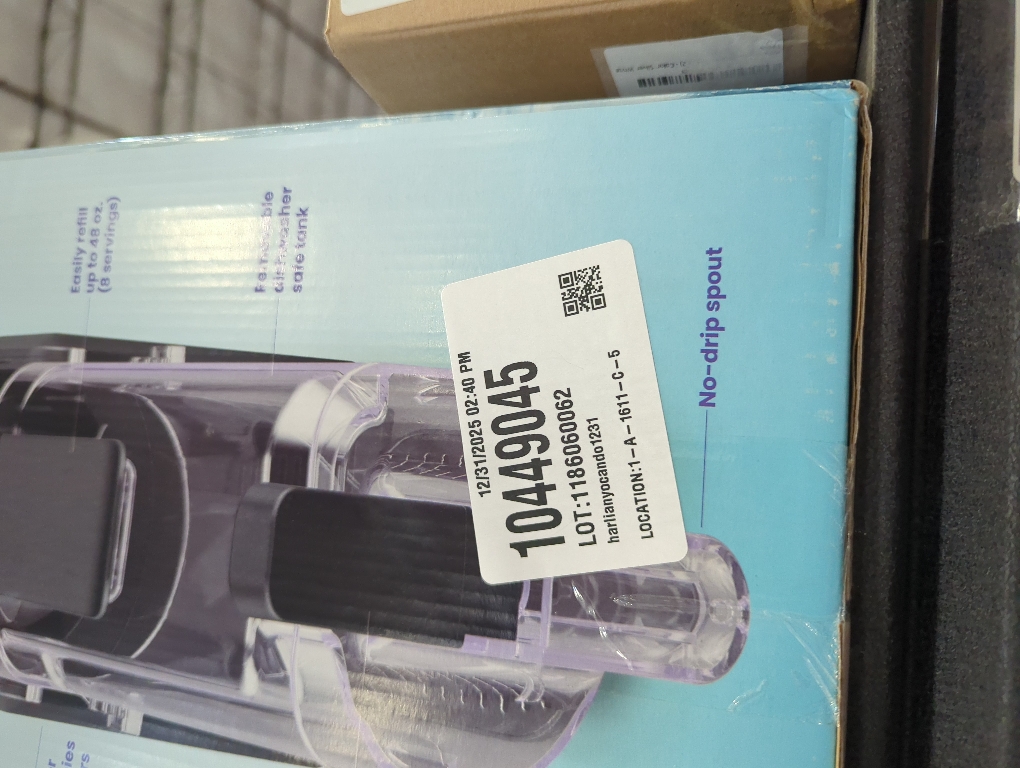 Easily refill
up to 48 oz.
(8 servings)
Removable
dishwasher
safe tank
12/31/2025 02:40 PM
10449045
LOT:1186060062
harlianyocando1231
LOCATION:1-A-1611-C-5
No-drip spout
ies